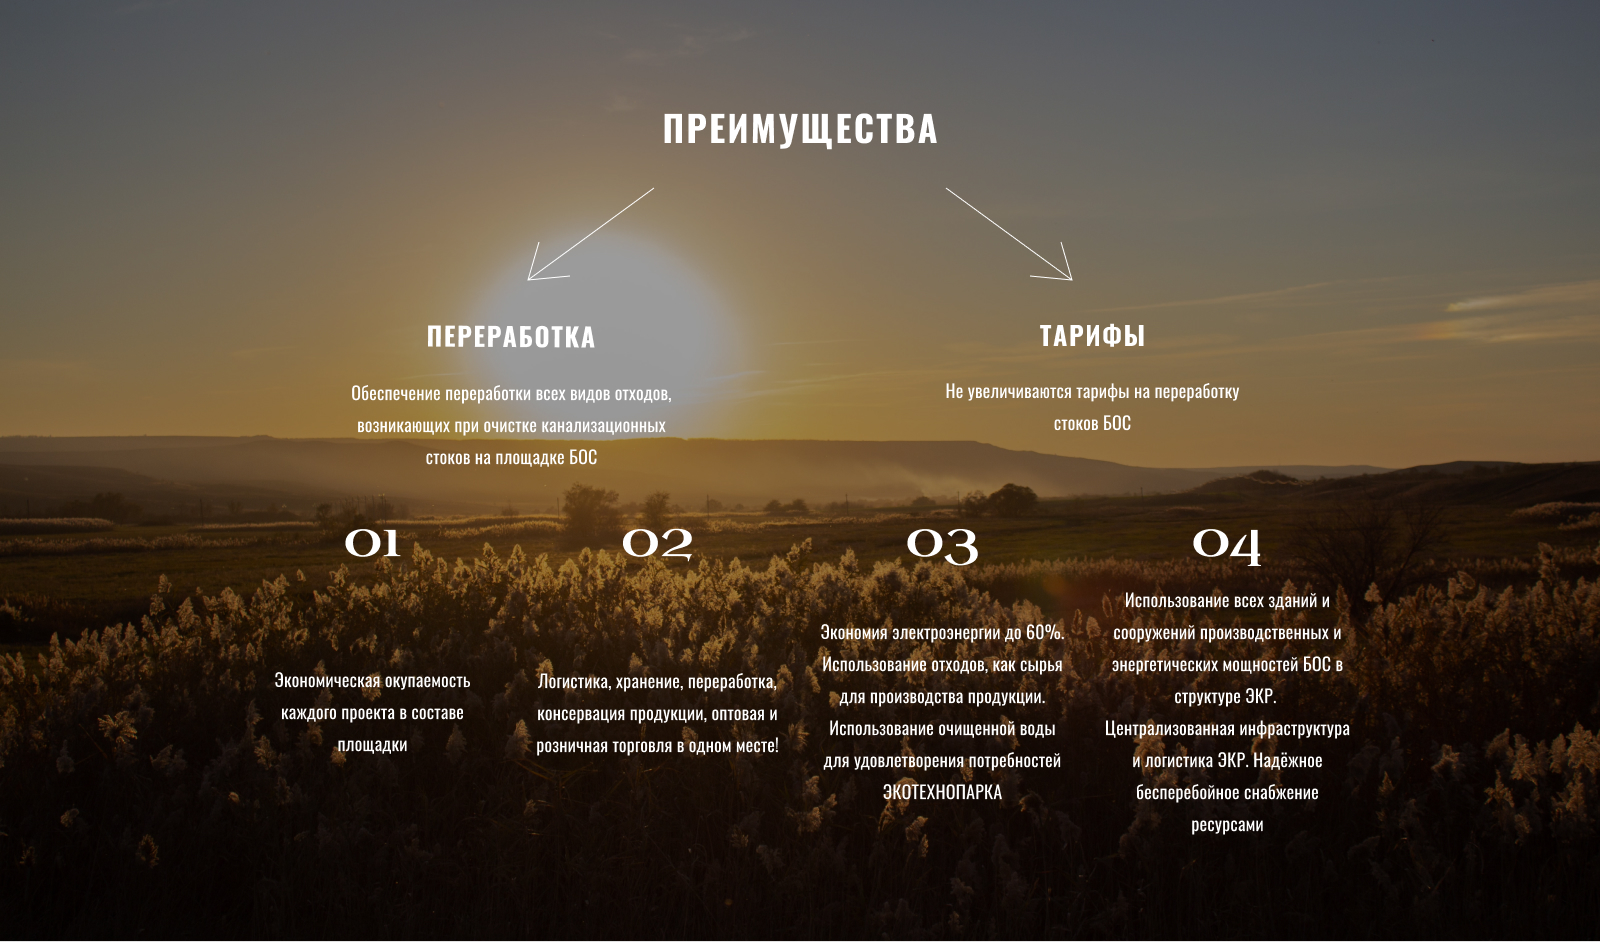 ПРЕИМУЩЕСТВА
ПЕРЕРАБОТКА
Обеспечение переработки всех видов отходов,
возникающих при очистке канализационных
стоков на площадке БОС
ТАРИФЫ
Не увеличиваются тарифы на переработку
стоков БОС
01
Экономическая окупаемость
каждого проекта в составе
площадки
02
Логистика, хранение, переработка,
консервация продукции, оптовая и
розничная торговля в одном месте!
03
Экономия электроэнергии до 60%.
Использование отходов, как сырья
для производства продукции.
Использование очищенной воды
для удовлетворения потребностей
ЭКОТЕХНОПАРКА
04
Использование всех зданий и
сооружений производственных и
энергетических мощностей БОС в
структуре ЭКР.
Централизованная инфраструктура
и логистика ЭКР. Надёжное
бесперебойное снабжение
ресурсами